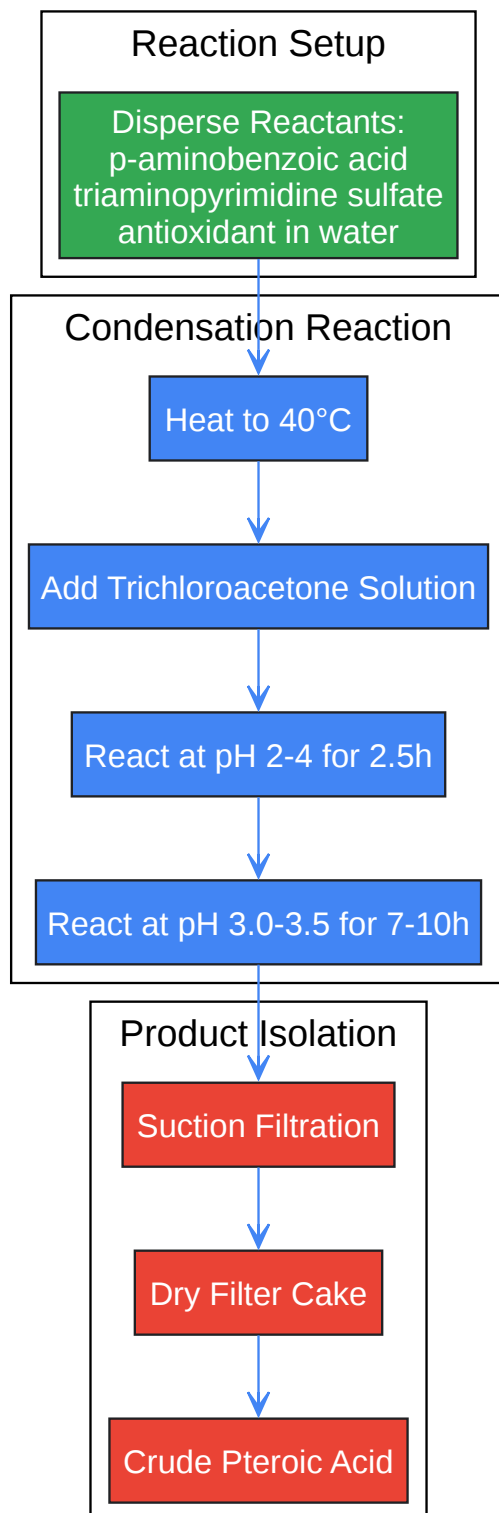 Reaction Setup
Disperse Reactants:
p-aminobenzoic acid
triaminopyrimidine sulfate
antioxidant in water
Condensation Reaction
Heat to 40°C
Add Trichloroacetone Solution
React at pH 2-4 for 2.5h
React at pH 3.0-3.5 for 7-10h
Product Isolation
Suction Filtration
Dry Filter Cake
Crude Pteroic Acid